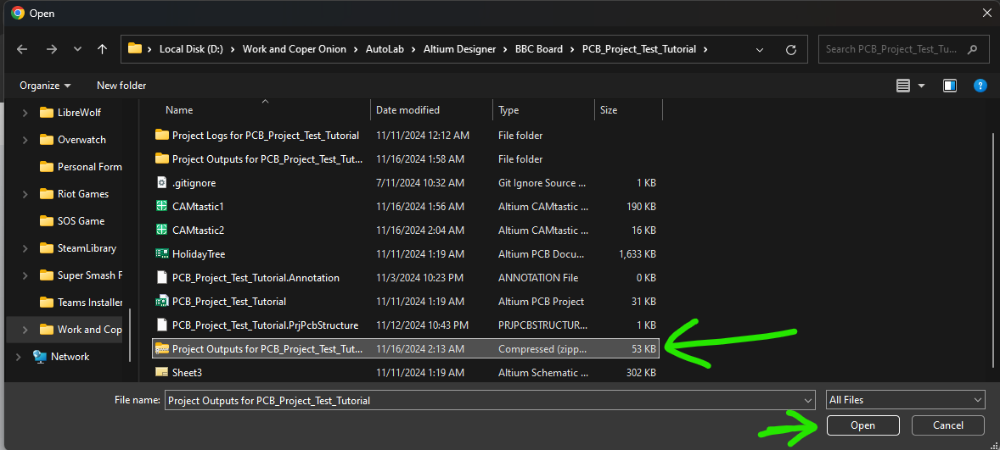 Open
Local Disk (D:) Work and Coper Onion AutoLab Altium Designer BBC Board PCB_Project_Test_Tutorial
Search PCB_Project_Test_Tu...
Organize New folder
Name Date modified Type Size
LibreWolf
Overwatch
Personal Form
Riot Games
SOS Game
SteamLibrary
Super Smash F
Teams Installer
Work and Cop
Network
Project Logs for PCB_Project_Test_Tutorial 11/11/2024 12:12 AM File folder
Project Outputs for PCB_Project_Test_Tut... 11/16/2024 1:58 AM File folder
.gitignore 7/11/2024 10:32 AM Git Ignore Source ... 1 KB
CAMtastic1 11/16/2024 1:56 AM Altium CAMtastic ... 190 KB
CAMtastic2 11/16/2024 2:04 AM Altium CAMtastic ... 16 KB
HolidayTree 11/11/2024 1:19 AM Altium PCB Docu... 1,633 KB
PCB_Project_Test_Tutorial.Annotation 11/3/2024 10:23 PM ANNOTATION File 0 KB
PCB_Project_Test_Tutorial 11/11/2024 1:19 AM Altium PCB Project 31 KB
PCB_Project_Test_Tutorial.PrjPcbStructure 11/12/2024 10:43 PM PRJPCBSTRUCTUR... 1 KB
Project Outputs for PCB_Project_Test_Tut... 11/16/2024 2:13 AM Compressed (zipp... 53 KB
Sheet3 11/11/2024 1:19 AM Altium Schematic ... 302 KB
File name: Project Outputs for PCB_Project_Test_Tutorial All Files
Open Cancel